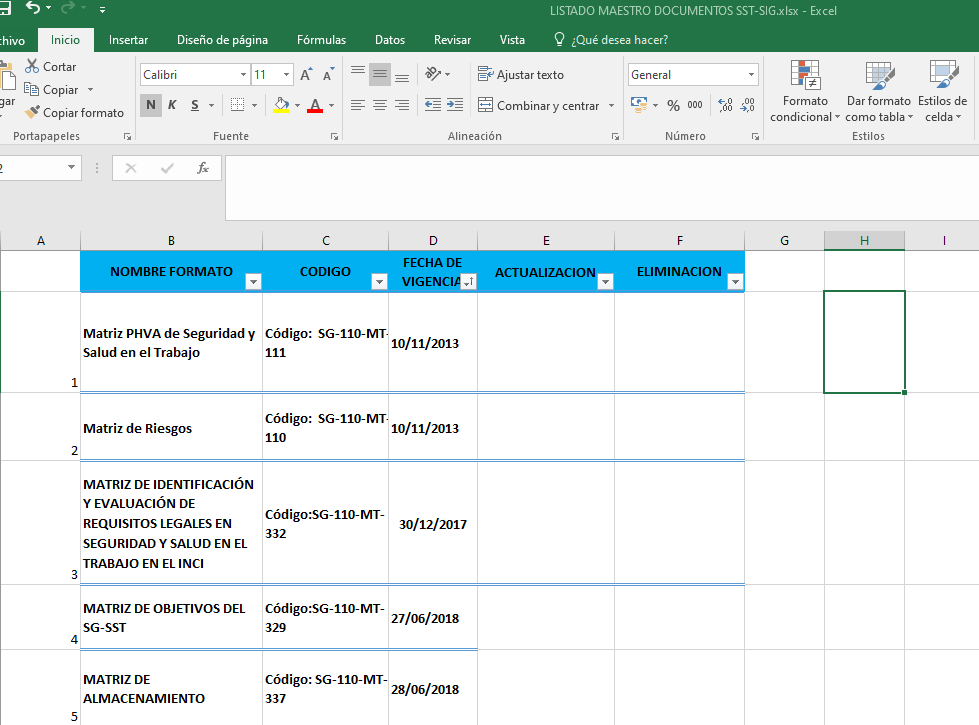 LISTADO MAESTRO DOCUMENTOS SST-SIG.xlsx - Excel
chivo Inicio Insertar Diseño de página Fórmulas Datos Revisar Vista ¿Qué desea hacer?
Cortar
Copiar
Copiar formato
gar
Portapapeles
Calibri 11 A A
N K S A
Fuente
Ajustar texto
Combinar y centrar
Alineación
General
% 000
Número
Formato condicional
Dar formato como tabla
Estilos de celda
Estilos
2 fx
A B C D E F G H I
NOMBRE FORMATO CODIGO FECHA DE VIGENCIA ACTUALIZACION ELIMINACION
1 Matriz PHVA de Seguridad y Salud en el Trabajo Código: SG-110-MT-111 10/11/2013
2 Matriz de Riesgos Código: SG-110-MT-110 10/11/2013
3 MATRIZ DE IDENTIFICACIÓN Y EVALUACIÓN DE REQUISITOS LEGALES EN SEGURIDAD Y SALUD EN EL TRABAJO EN EL INCI Código:SG-110-MT-332 30/12/2017
4 MATRIZ DE OBJETIVOS DEL SG-SST Código:SG-110-MT-329 27/06/2018
5 MATRIZ DE ALMACENAMIENTO Código: SG-110-MT-337 28/06/2018